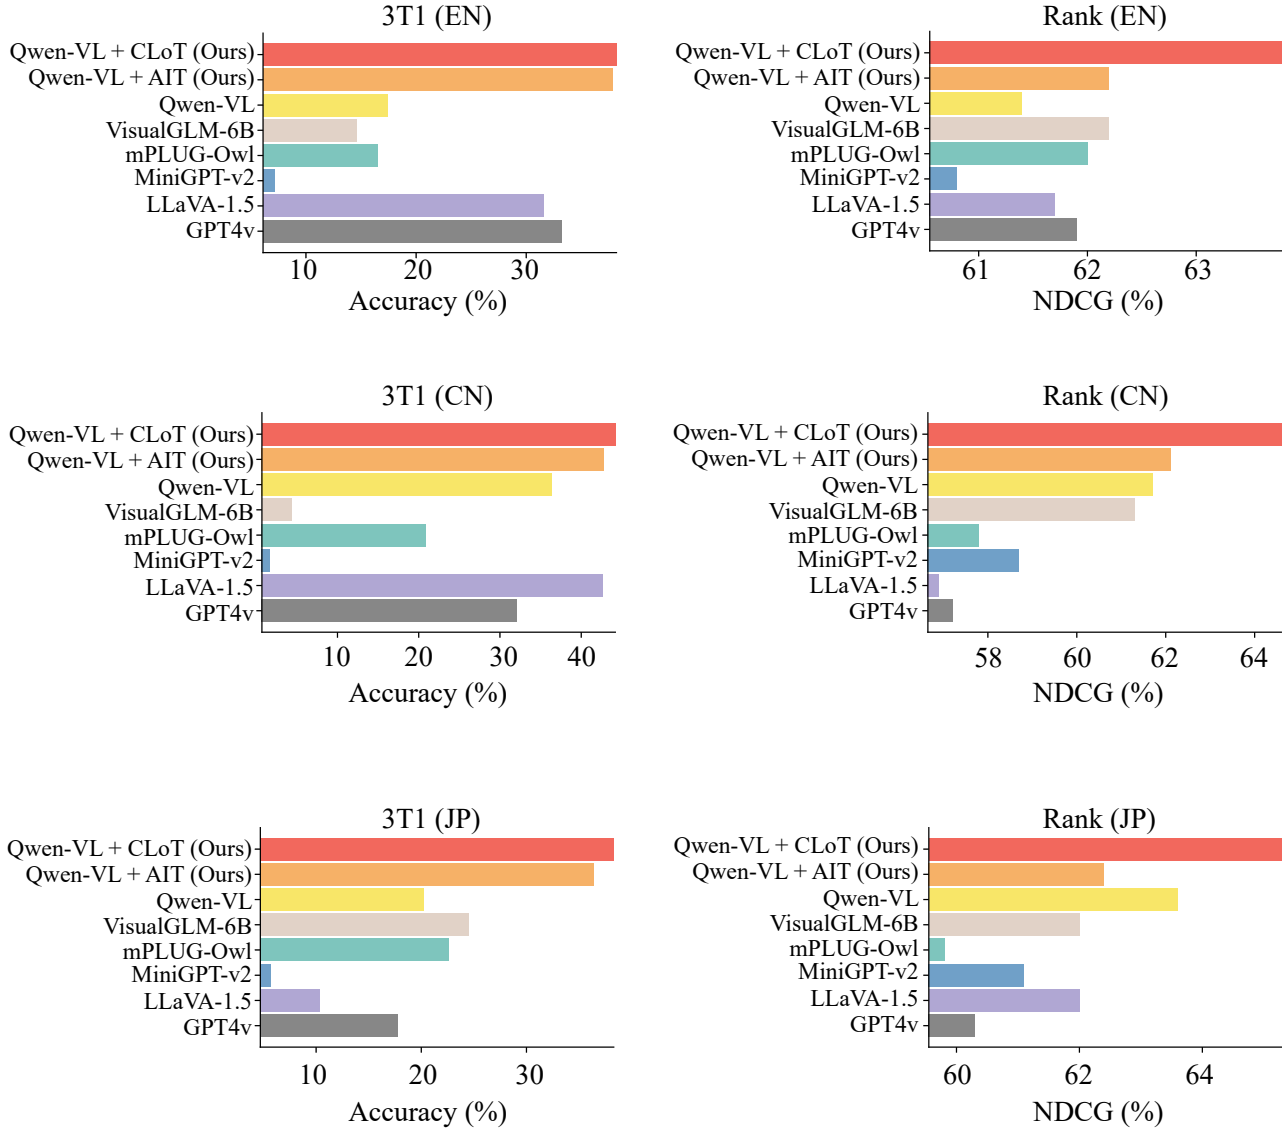 3T1 (EN)
Qwen-VL + CLoT (Ours)
Qwen-VL + AIT (Ours)
Qwen-VL
VisualGLM-6B
mPLUG-Owl
MiniGPT-v2
LLaVA-1.5
GPT4v
10 20 30
Accuracy (%)
Rank (EN)
Qwen-VL + CLoT (Ours)
Qwen-VL + AIT (Ours)
Qwen-VL
VisualGLM-6B
mPLUG-Owl
MiniGPT-v2
LLaVA-1.5
GPT4v
61 62 63
NDCG (%)
3T1 (CN)
Qwen-VL + CLoT (Ours)
Qwen-VL + AIT (Ours)
Qwen-VL
VisualGLM-6B
mPLUG-Owl
MiniGPT-v2
LLaVA-1.5
GPT4v
10 20 30 40
Accuracy (%)
Rank (CN)
Qwen-VL + CLoT (Ours)
Qwen-VL + AIT (Ours)
Qwen-VL
VisualGLM-6B
mPLUG-Owl
MiniGPT-v2
LLaVA-1.5
GPT4v
58 60 62 64
NDCG (%)
3T1 (JP)
Qwen-VL + CLoT (Ours)
Qwen-VL + AIT (Ours)
Qwen-VL
VisualGLM-6B
mPLUG-Owl
MiniGPT-v2
LLaVA-1.5
GPT4v
10 20 30
Accuracy (%)
Rank (JP)
Qwen-VL + CLoT (Ours)
Qwen-VL + AIT (Ours)
Qwen-VL
VisualGLM-6B
mPLUG-Owl
MiniGPT-v2
LLaVA-1.5
GPT4v
60 62 64
NDCG (%)